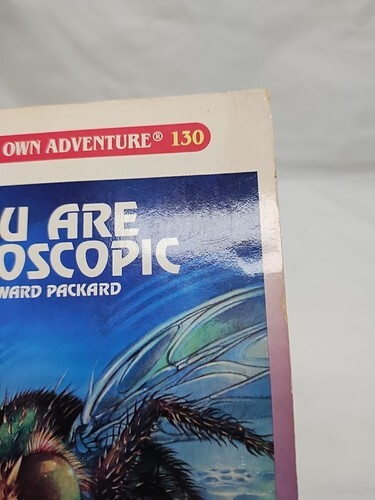 OWN ADVENTURE® 130
U ARE
OSCOPIC
WARD PACKARD